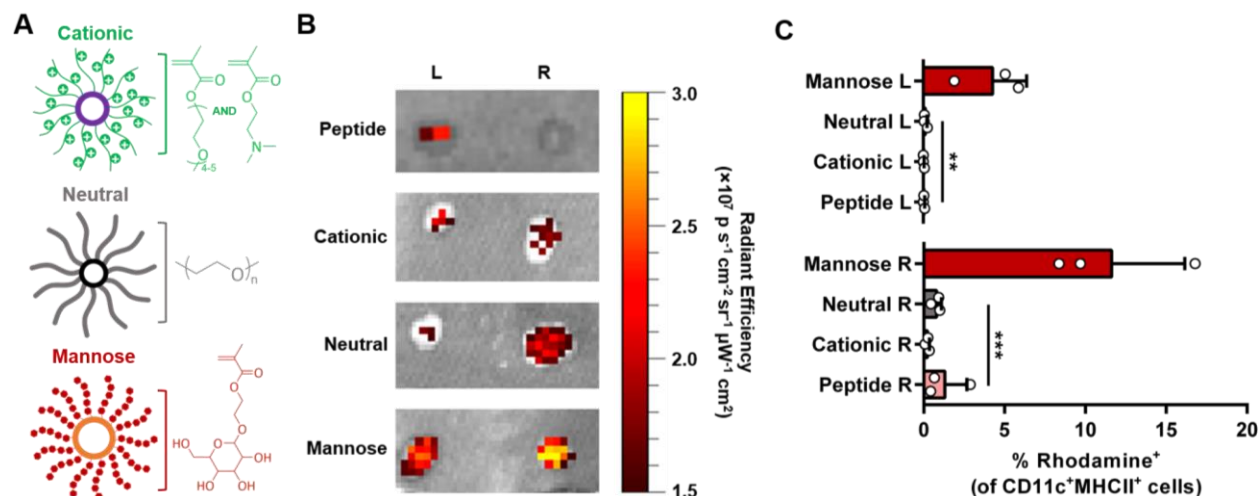 A
Cationic
O
O
O
O
AND
O
N
4-5
Neutral
O
n
Mannose
O
O
O
HO
O
HO
OH
HO
OH
B
L
R
Peptide
Cationic
Neutral
Mannose
3.0
2.5
2.0
1.5
Radiant Efficiency
(×10⁷ p s⁻¹ cm⁻² sr⁻¹ μW⁻¹ cm²)
C
Mannose L
Neutral L
Cationic L
Peptide L
**
Mannose R
Neutral R
Cationic R
Peptide R
***
0 5 10 15 20
% Rhodamine⁺
(of CD11c⁺MHCII⁺ cells)